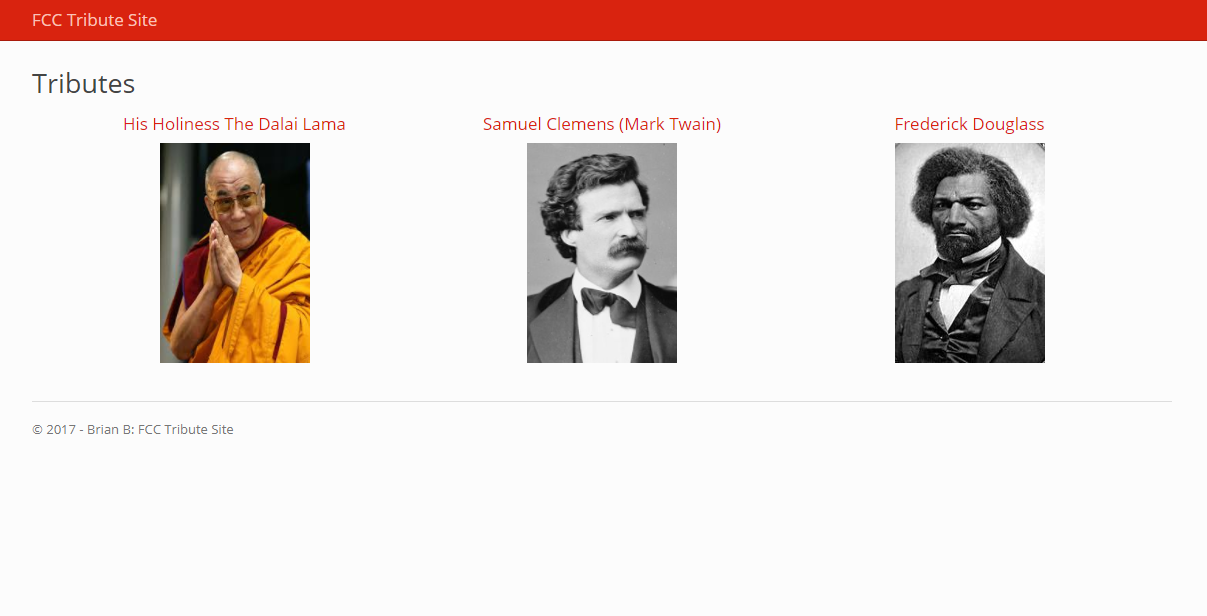 FCC Tribute Site
Tributes
His Holiness The Dalai Lama
Samuel Clemens (Mark Twain)
Frederick Douglass
© 2017 - Brian B: FCC Tribute Site